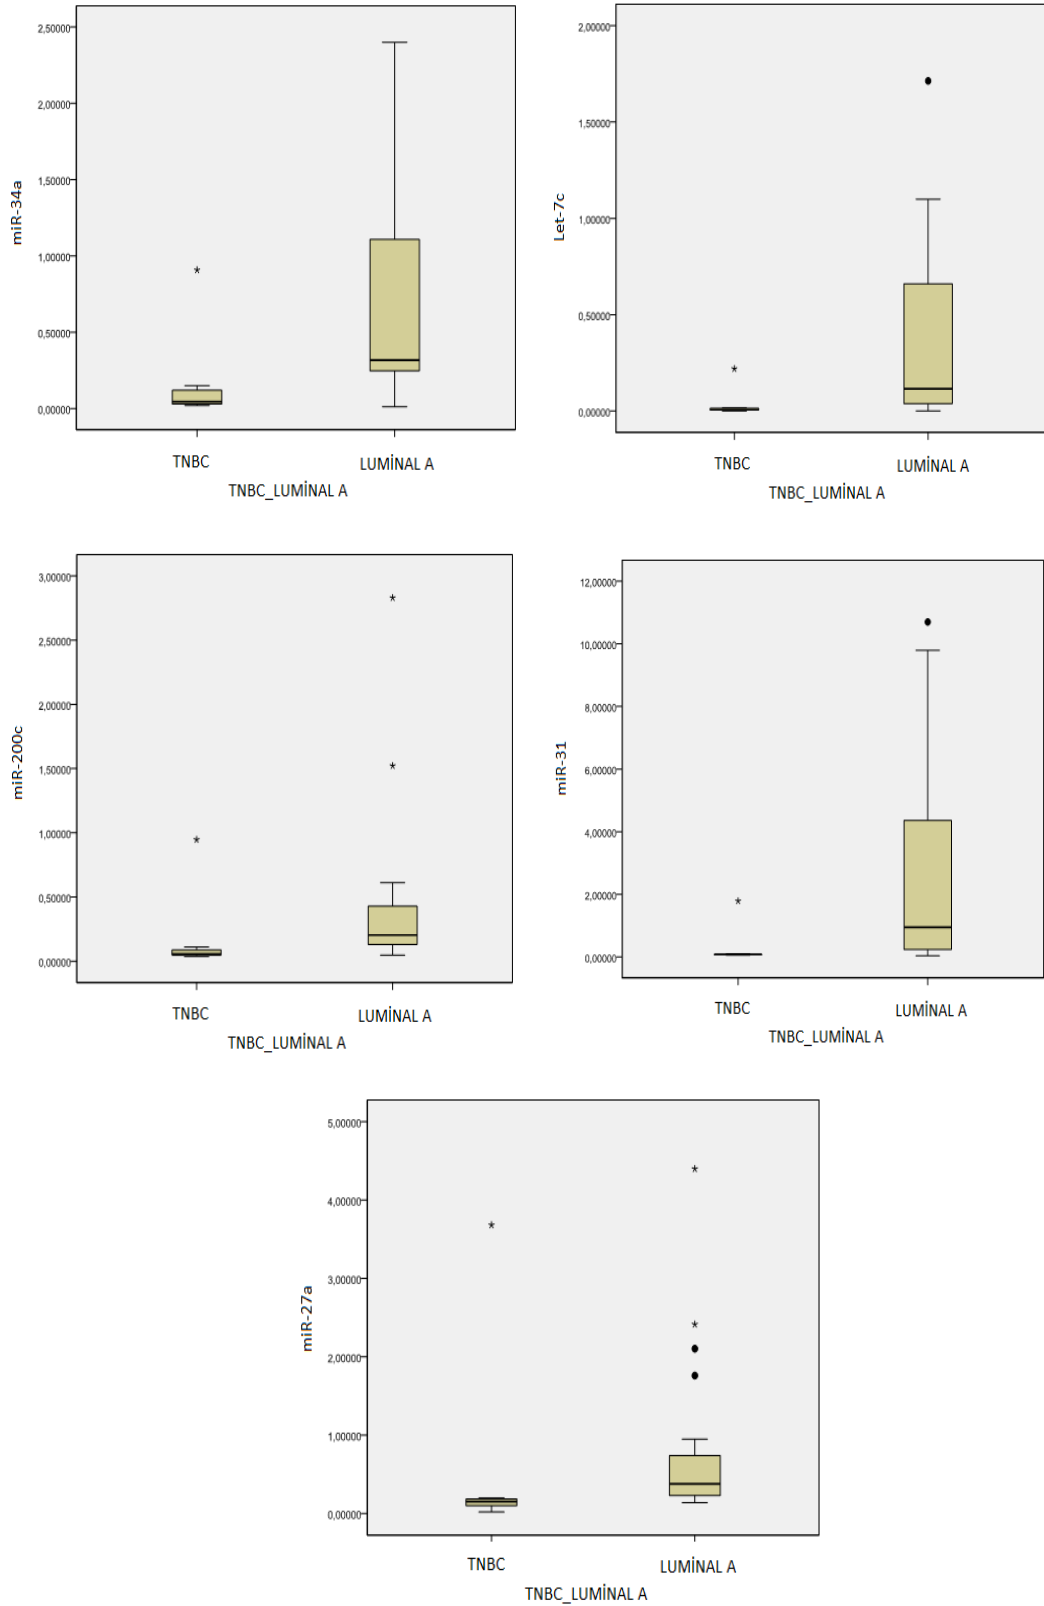 2,50000
2,00000
1,50000
1,00000
0,50000
0,00000
miR-34a
TNBC LUMİNAL A
TNBC_LUMİNAL A
2,00000
1,50000
1,00000
0,50000
0,00000
Let-7c
TNBC LUMİNAL A
TNBC_LUMİNAL A
3,00000
2,50000
2,00000
1,50000
1,00000
0,50000
0,00000
miR-200c
TNBC LUMİNAL A
TNBC_LUMİNAL A
12,00000
10,00000
8,00000
6,00000
4,00000
2,00000
0,00000
miR-31
TNBC LUMİNAL A
TNBC_LUMİNAL A
5,00000
4,00000
3,00000
2,00000
1,00000
0,00000
miR-27a
TNBC LUMİNAL A
TNBC_LUMİNAL A